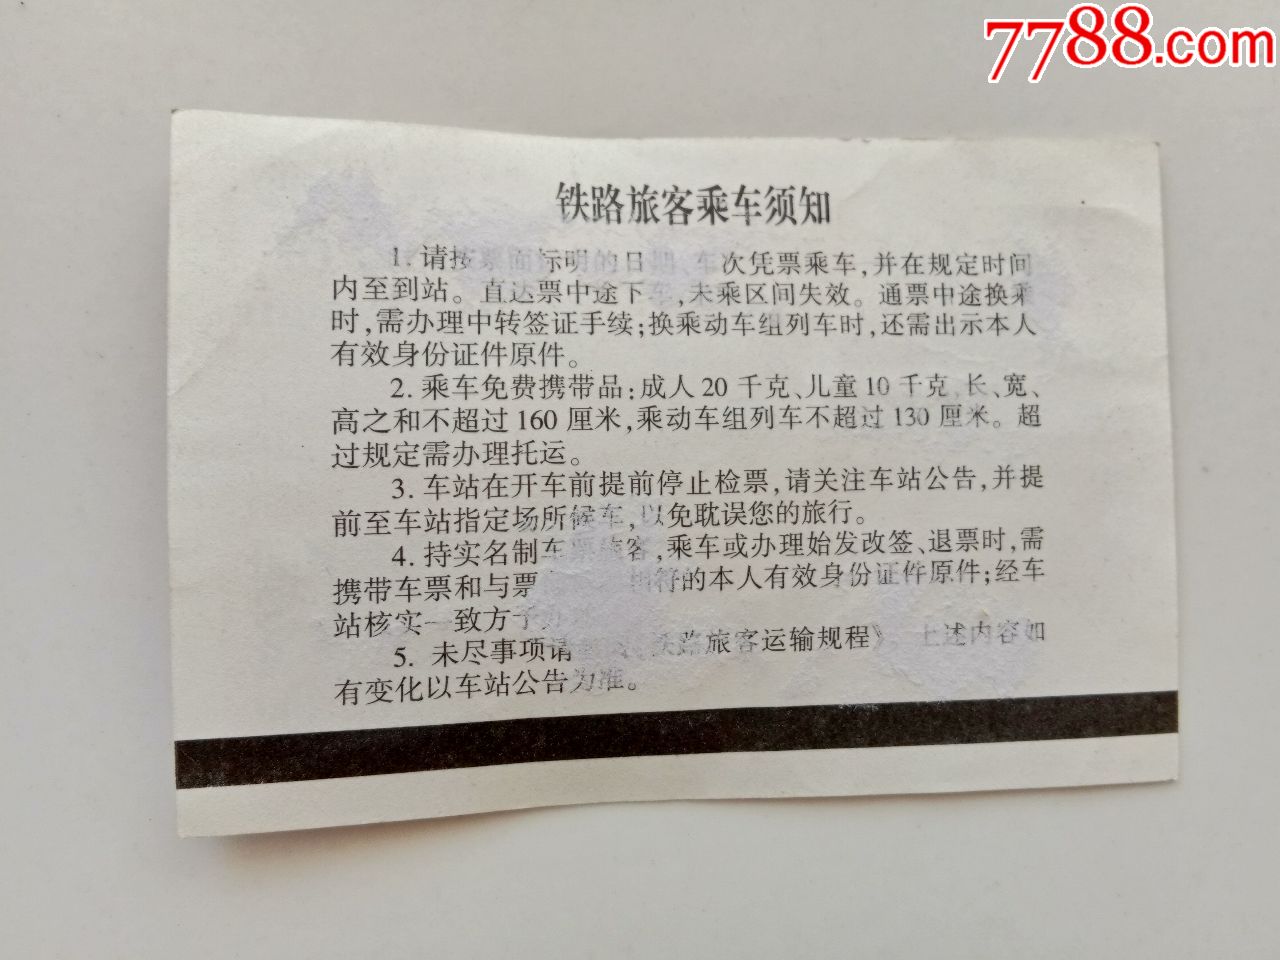 7788.com
铁路旅客乘车须知
1. 请按票面标明的日期、车次凭票乘车,并在规定时间
内至到站。直达票中途下车,未乘区间失效。通票中途换乘
时,需办理中转签证手续;换乘动车组列车时,还需出示本人
有效身份证件原件。
2. 乘车免费携带品:成人20千克、儿童10千克,长、宽、
高之和不超过160厘米,乘动车组列车不超过130厘米。超
过规定需办理托运。
3. 车站在开车前提前停止检票,请关注车站公告,并提
前至车站指定场所候车,以免耽误您的旅行。
4. 持实名制车票旅客,乘车或办理始发改签、退票时,需
携带车票和与票 相符的本人有效身份证件原件;经车
站核实一致方予办
5. 未尽事项请 铁路旅客运输规程》 上述内容如
有变化以车站公告为准。